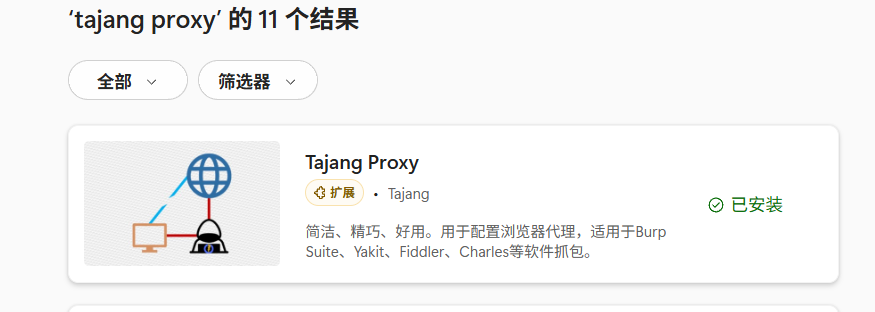 ‘tajang proxy’ 的 11 个结果
全部
筛选器
Tajang Proxy
扩展 • Tajang
已安装
简洁、精巧、好用。用于配置浏览器代理，适用于Burp
Suite、Yakit、Fiddler、Charles等软件抓包。